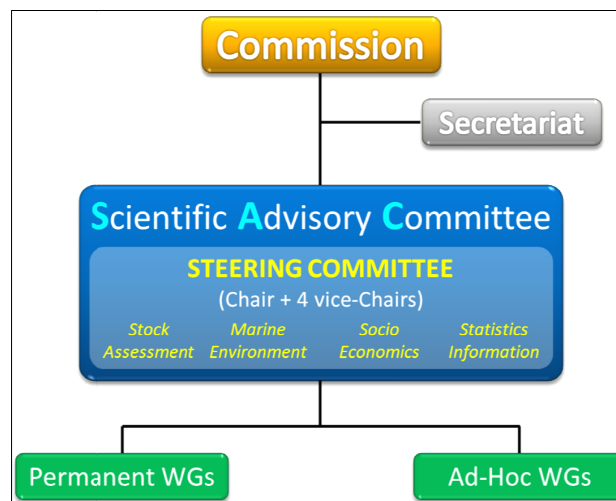 Commission
Secretariat
Scientific Advisory Committee
STEERING COMMITTEE
(Chair + 4 vice-Chairs)
Stock Marine Socio Statistics
Assessment Environment Economics Information
Permanent WGs Ad-Hoc WGs